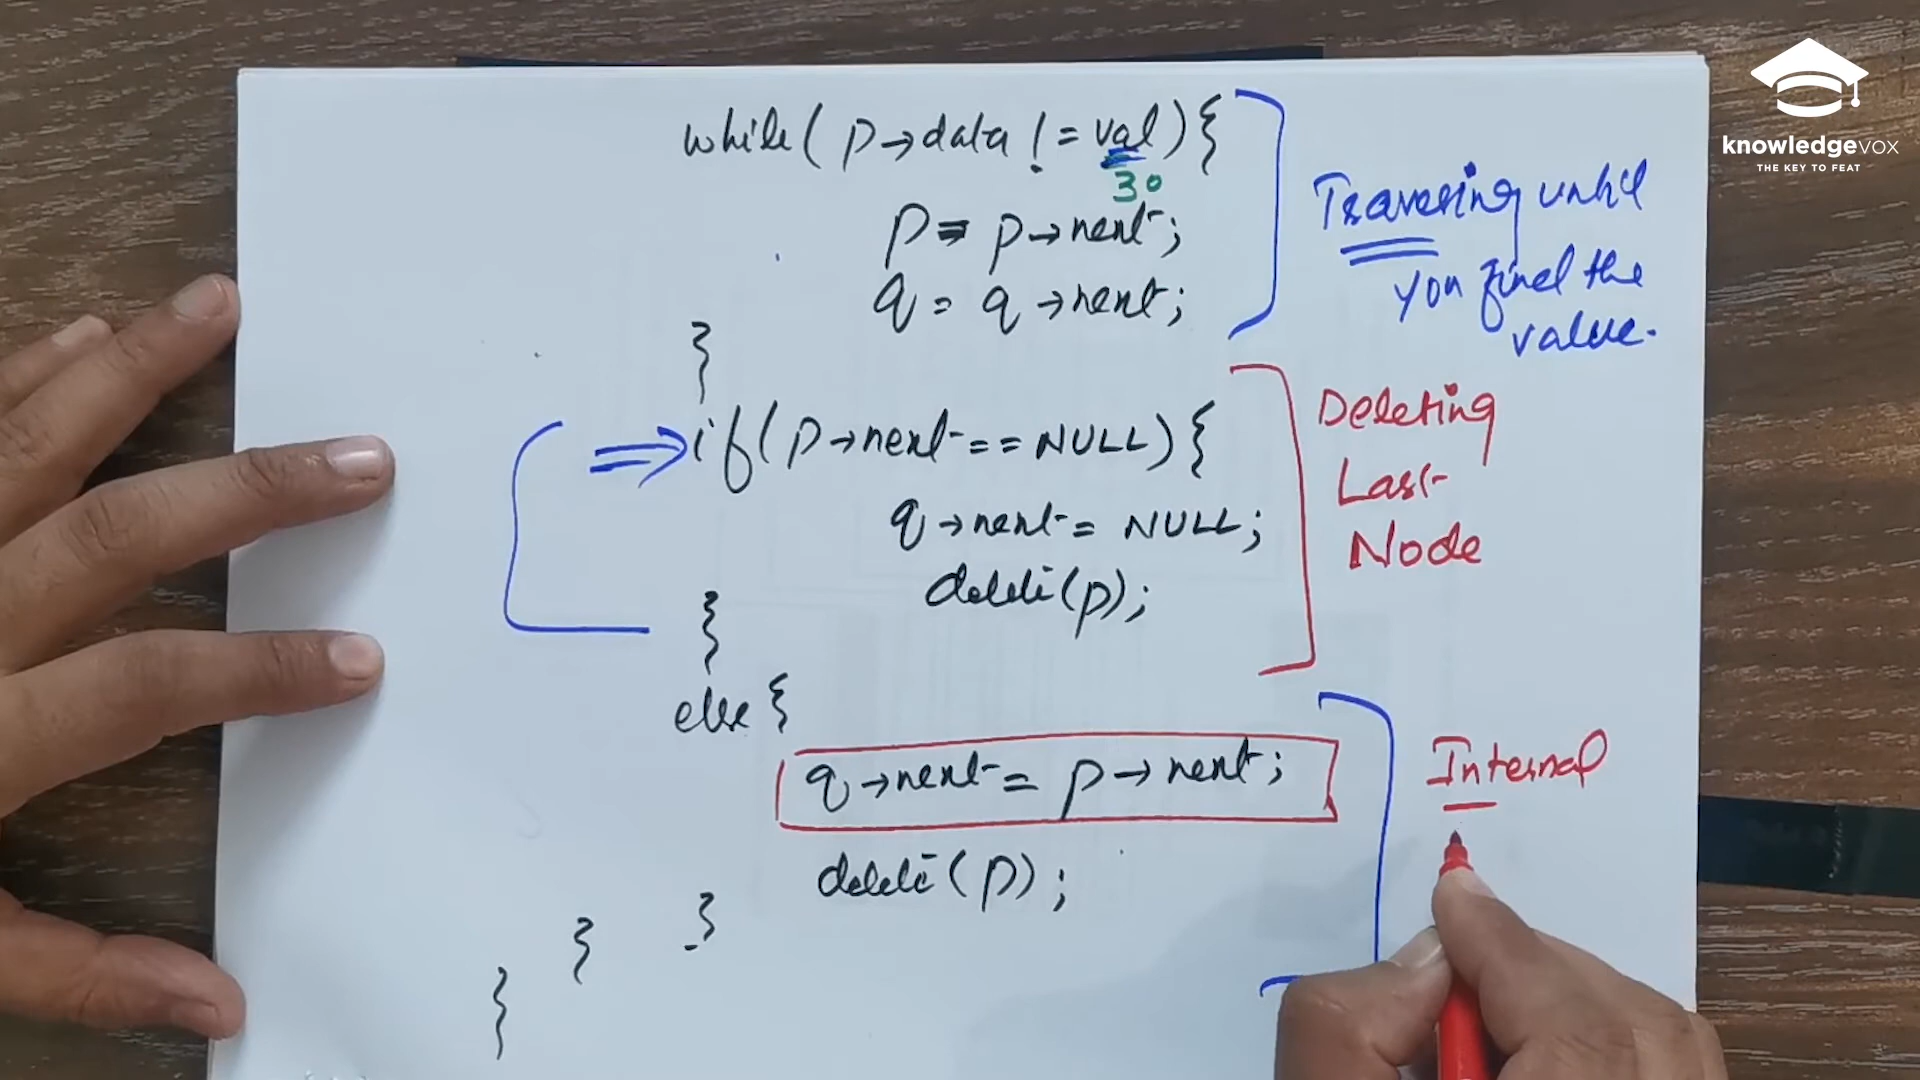 while( p→data != val ) {
30
p = p→next;
q = q→next;
}
Traversing until
you find the
value.
if( p→next == NULL ) {
q→next = NULL;
delete(p);
}
Deleting
Last
Node
else {
q→next = p→next;
delete(p);
}
}
}
Internal
knowledgevox
THE KEY TO FEAT